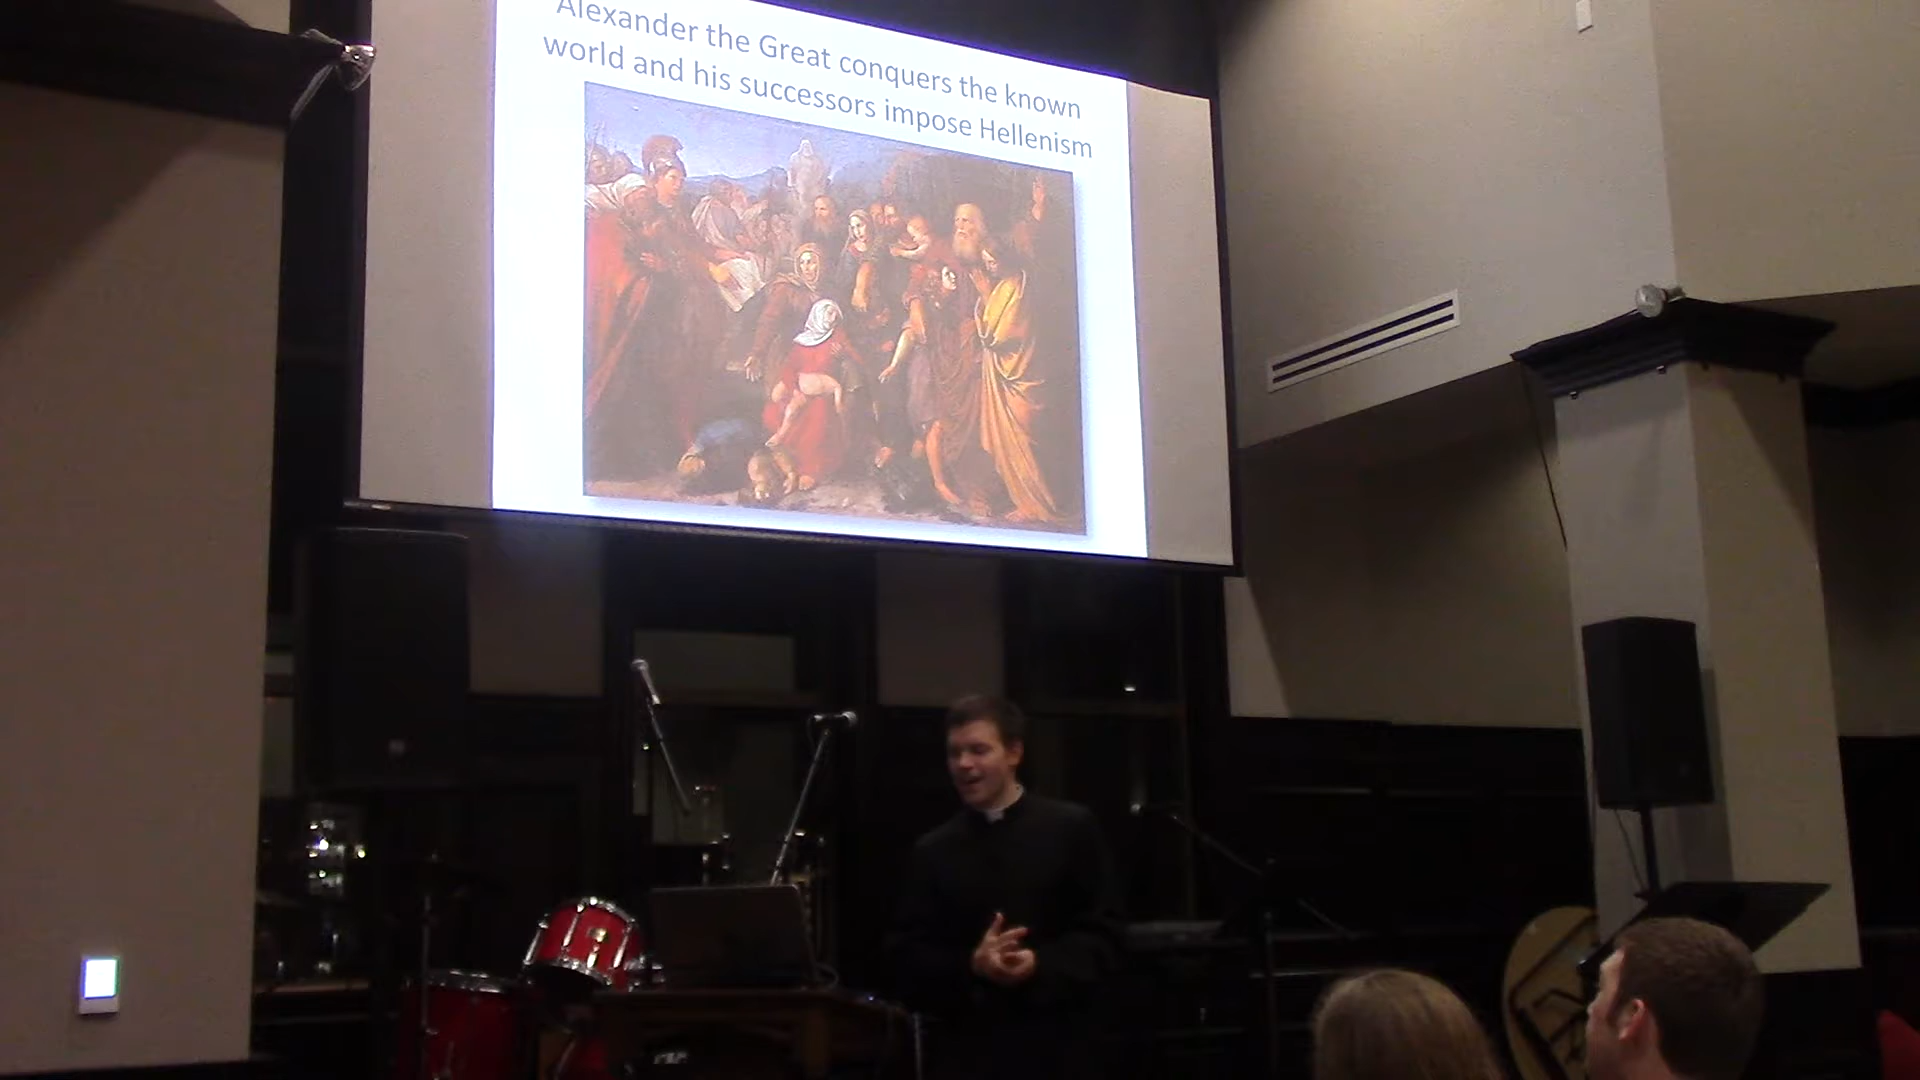 Alexander the Great conquers the known
world and his successors impose Hellenism